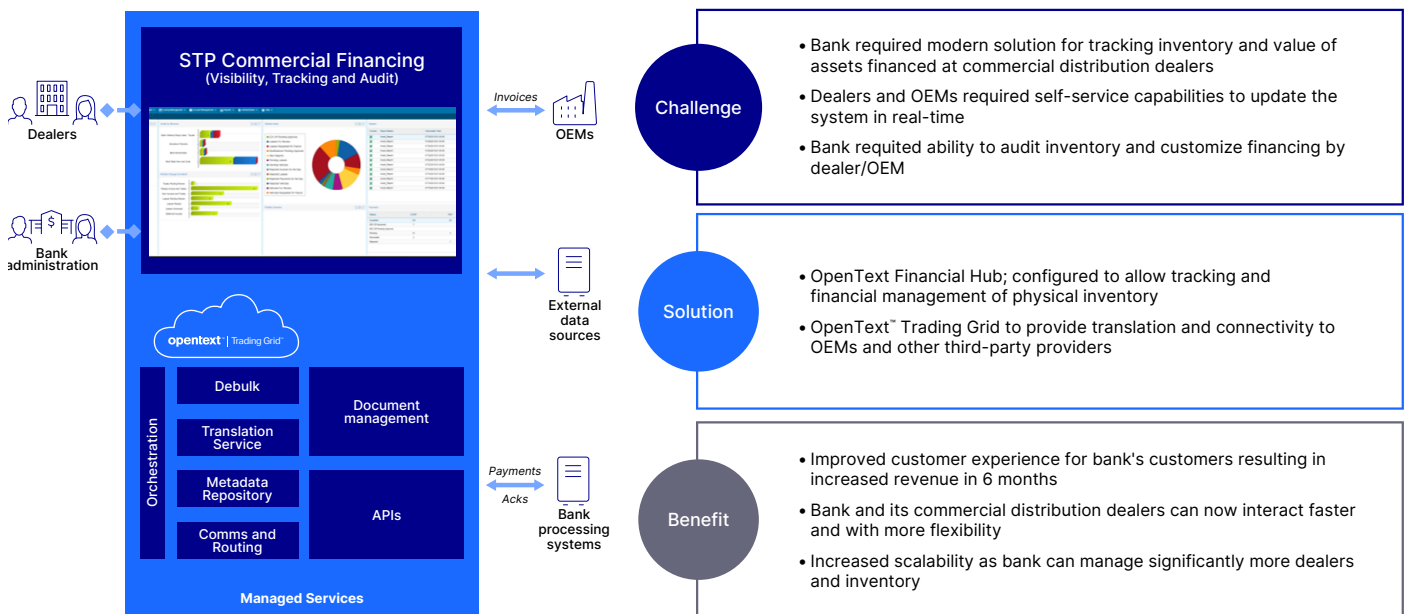 STP Commercial Financing
(Visibility, Tracking and Audit)
Dealers
Bank
administration
Invoices
OEMs
External
data
sources
Payments
Acks
Bank
processing
systems
opentext™ | Trading Grid™
Orchestration
Debulk
Translation
Service
Metadata
Repository
Comms and
Routing
Document
management
APIs
Managed Services
Challenge
• Bank required modern solution for tracking inventory and value of
assets financed at commercial distribution dealers
• Dealers and OEMs required self-service capabilities to update the
system in real-time
• Bank requited ability to audit inventory and customize financing by
dealer/OEM
Solution
• OpenText Financial Hub; configured to allow tracking and
financial management of physical inventory
• OpenText™ Trading Grid to provide translation and connectivity to
OEMs and other third-party providers
Benefit
• Improved customer experience for bank's customers resulting in
increased revenue in 6 months
• Bank and its commercial distribution dealers can now interact faster
and with more flexibility
• Increased scalability as bank can manage significantly more dealers
and inventory